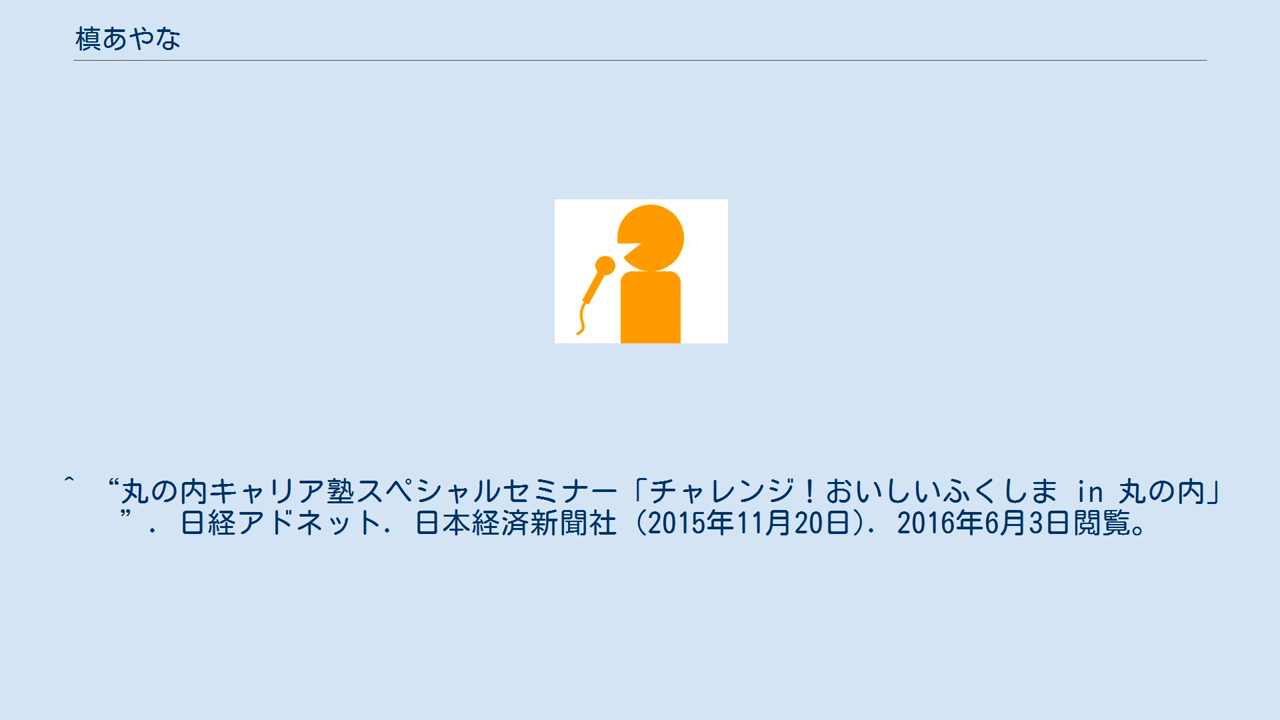 槙あやな
^ “丸の内キャリア塾スペシャルセミナー「チャレンジ！おいしいふくしま in 丸の内」
”. 日経アドネット. 日本経済新聞社 (2015年11月20日). 2016年6月3日閲覧。